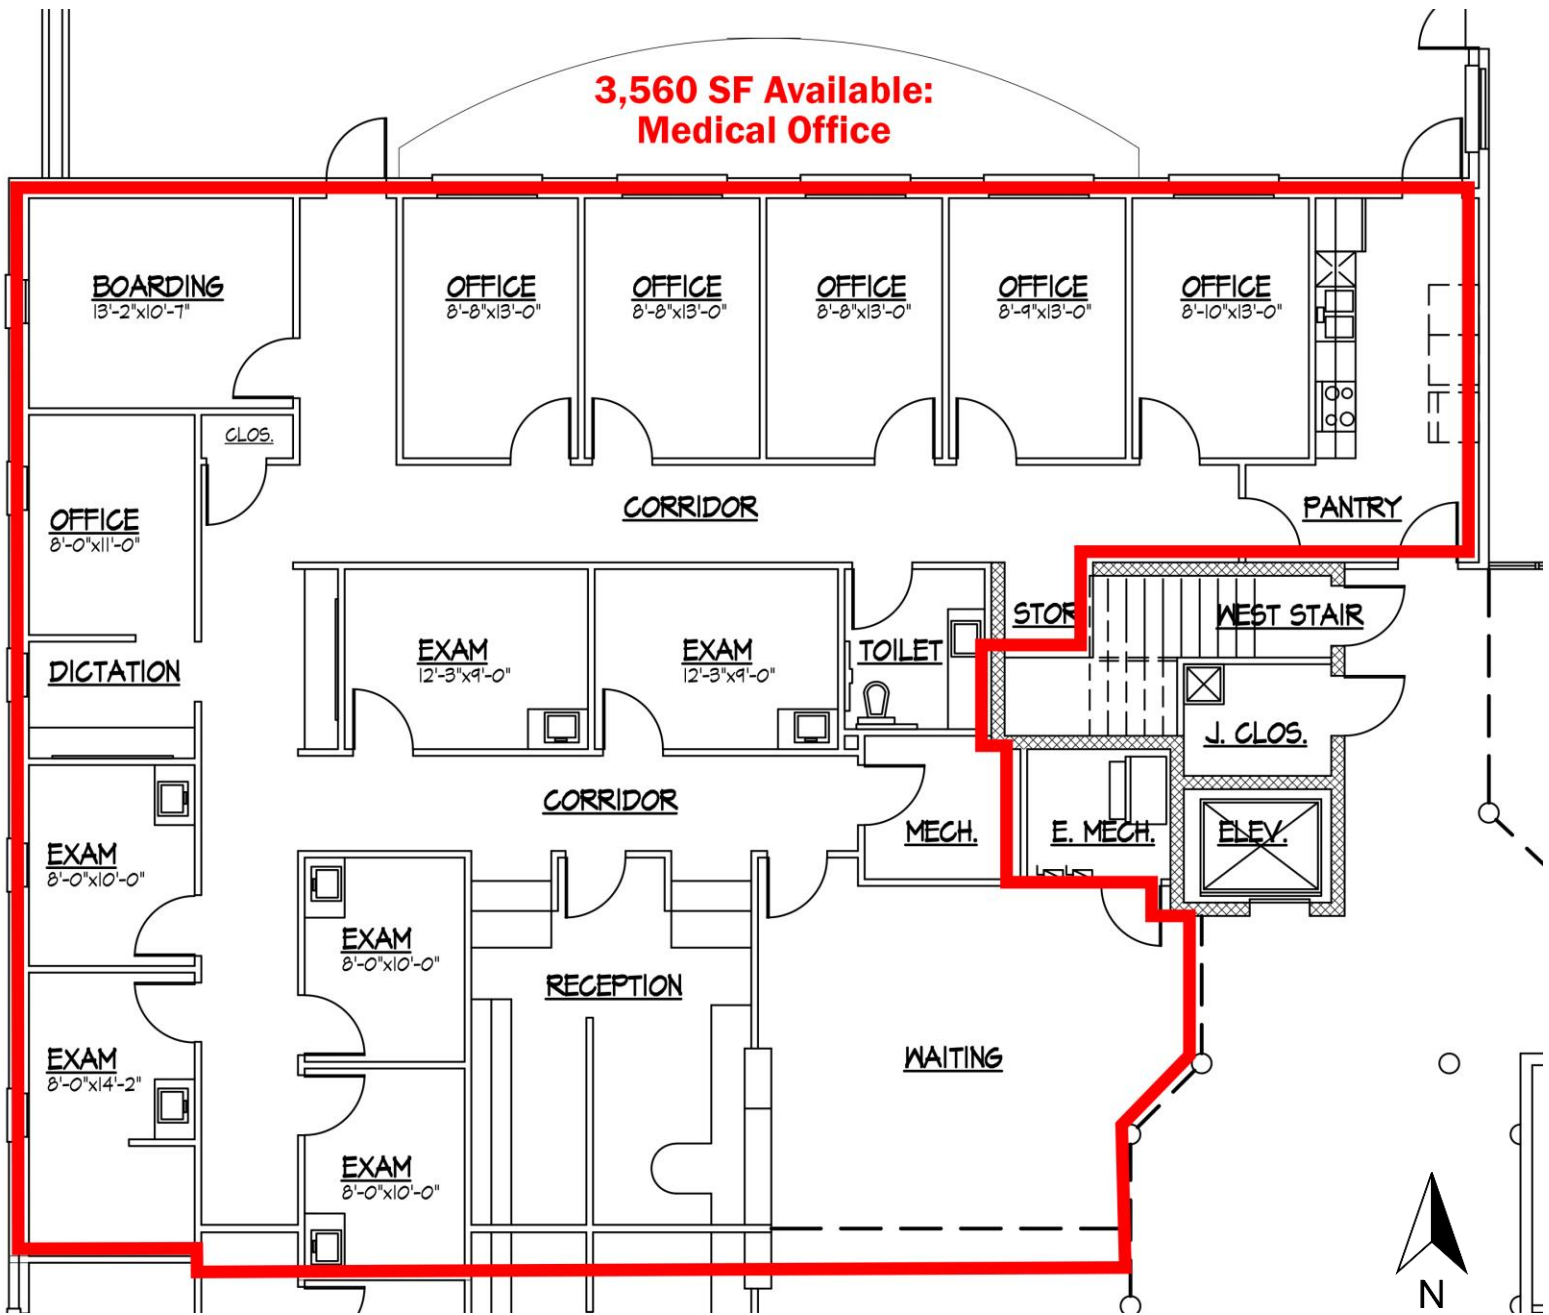 3,560 SF Available:
Medical Office
BOARDING
13'-2"x10'-7"
OFFICE
8'-8"x13'-0"
OFFICE
8'-8"x13'-0"
OFFICE
8'-8"x13'-0"
OFFICE
8'-9"x13'-0"
OFFICE
8'-10"x13'-0"
CLOS.
OFFICE
8'-0"x11'-0"
CORRIDOR
PANTRY
EXAM
12'-3"x9'-0"
EXAM
12'-3"x9'-0"
TOILET
STOR
WEST STAIR
DICTATION
J. CLOS.
CORRIDOR
MECH.
E. MECH.
ELEV.
EXAM
8'-0"x10'-0"
EXAM
8'-0"x10'-0"
RECEPTION
EXAM
8'-0"x14'-2"
WAITING
EXAM
8'-0"x10'-0"
N